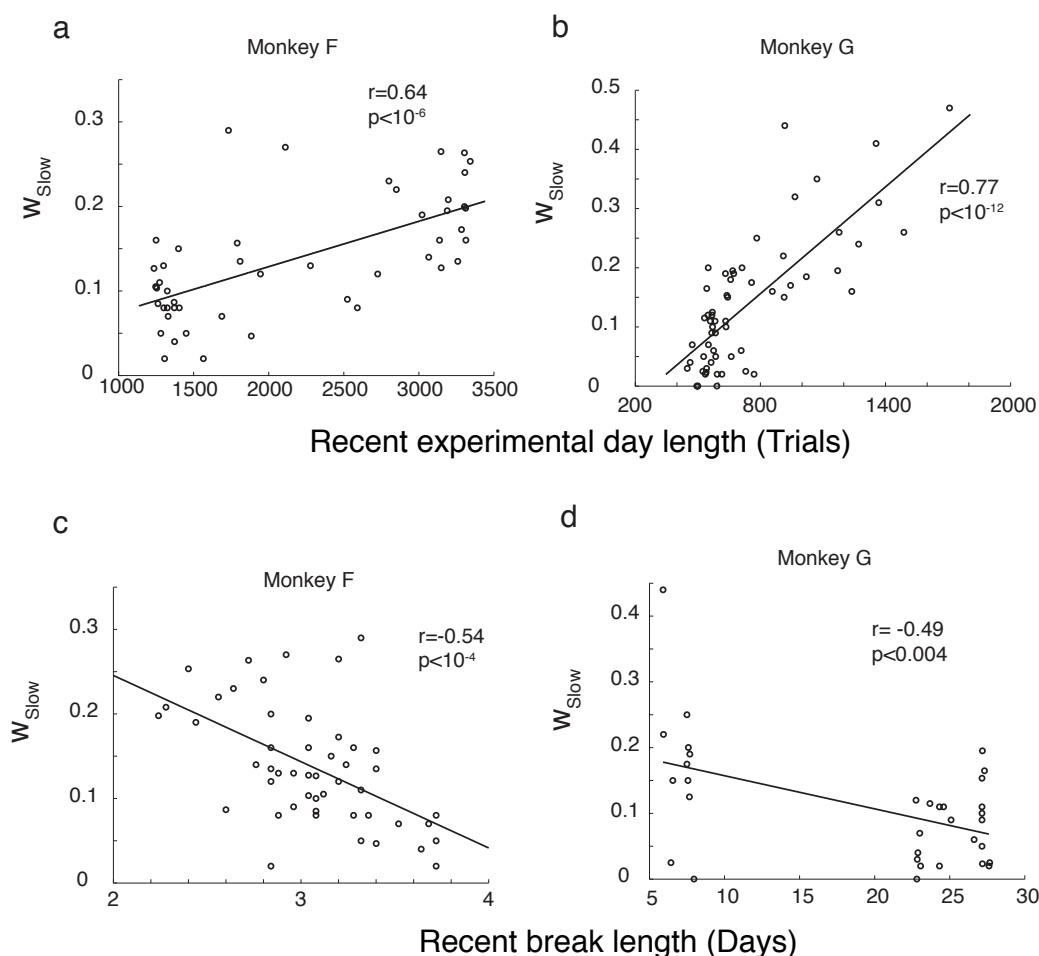 a
Monkey F
r=0.64
p<10-6
WSlow
0.3
0.2
0.1
0
1000 1500 2000 2500 3000 3500
b
Monkey G
r=0.77
p<10-12
WSlow
0.5
0.4
0.3
0.2
0.1
0
200 800 1400 2000
Recent experimental day length (Trials)
c
Monkey F
r=-0.54
p<10-4
WSlow
0.3
0.2
0.1
0
2 3 4
d
Monkey G
r= -0.49
p<0.004
WSlow
0.4
0.3
0.2
0.1
0
5 10 20 25 30
Recent break length (Days)